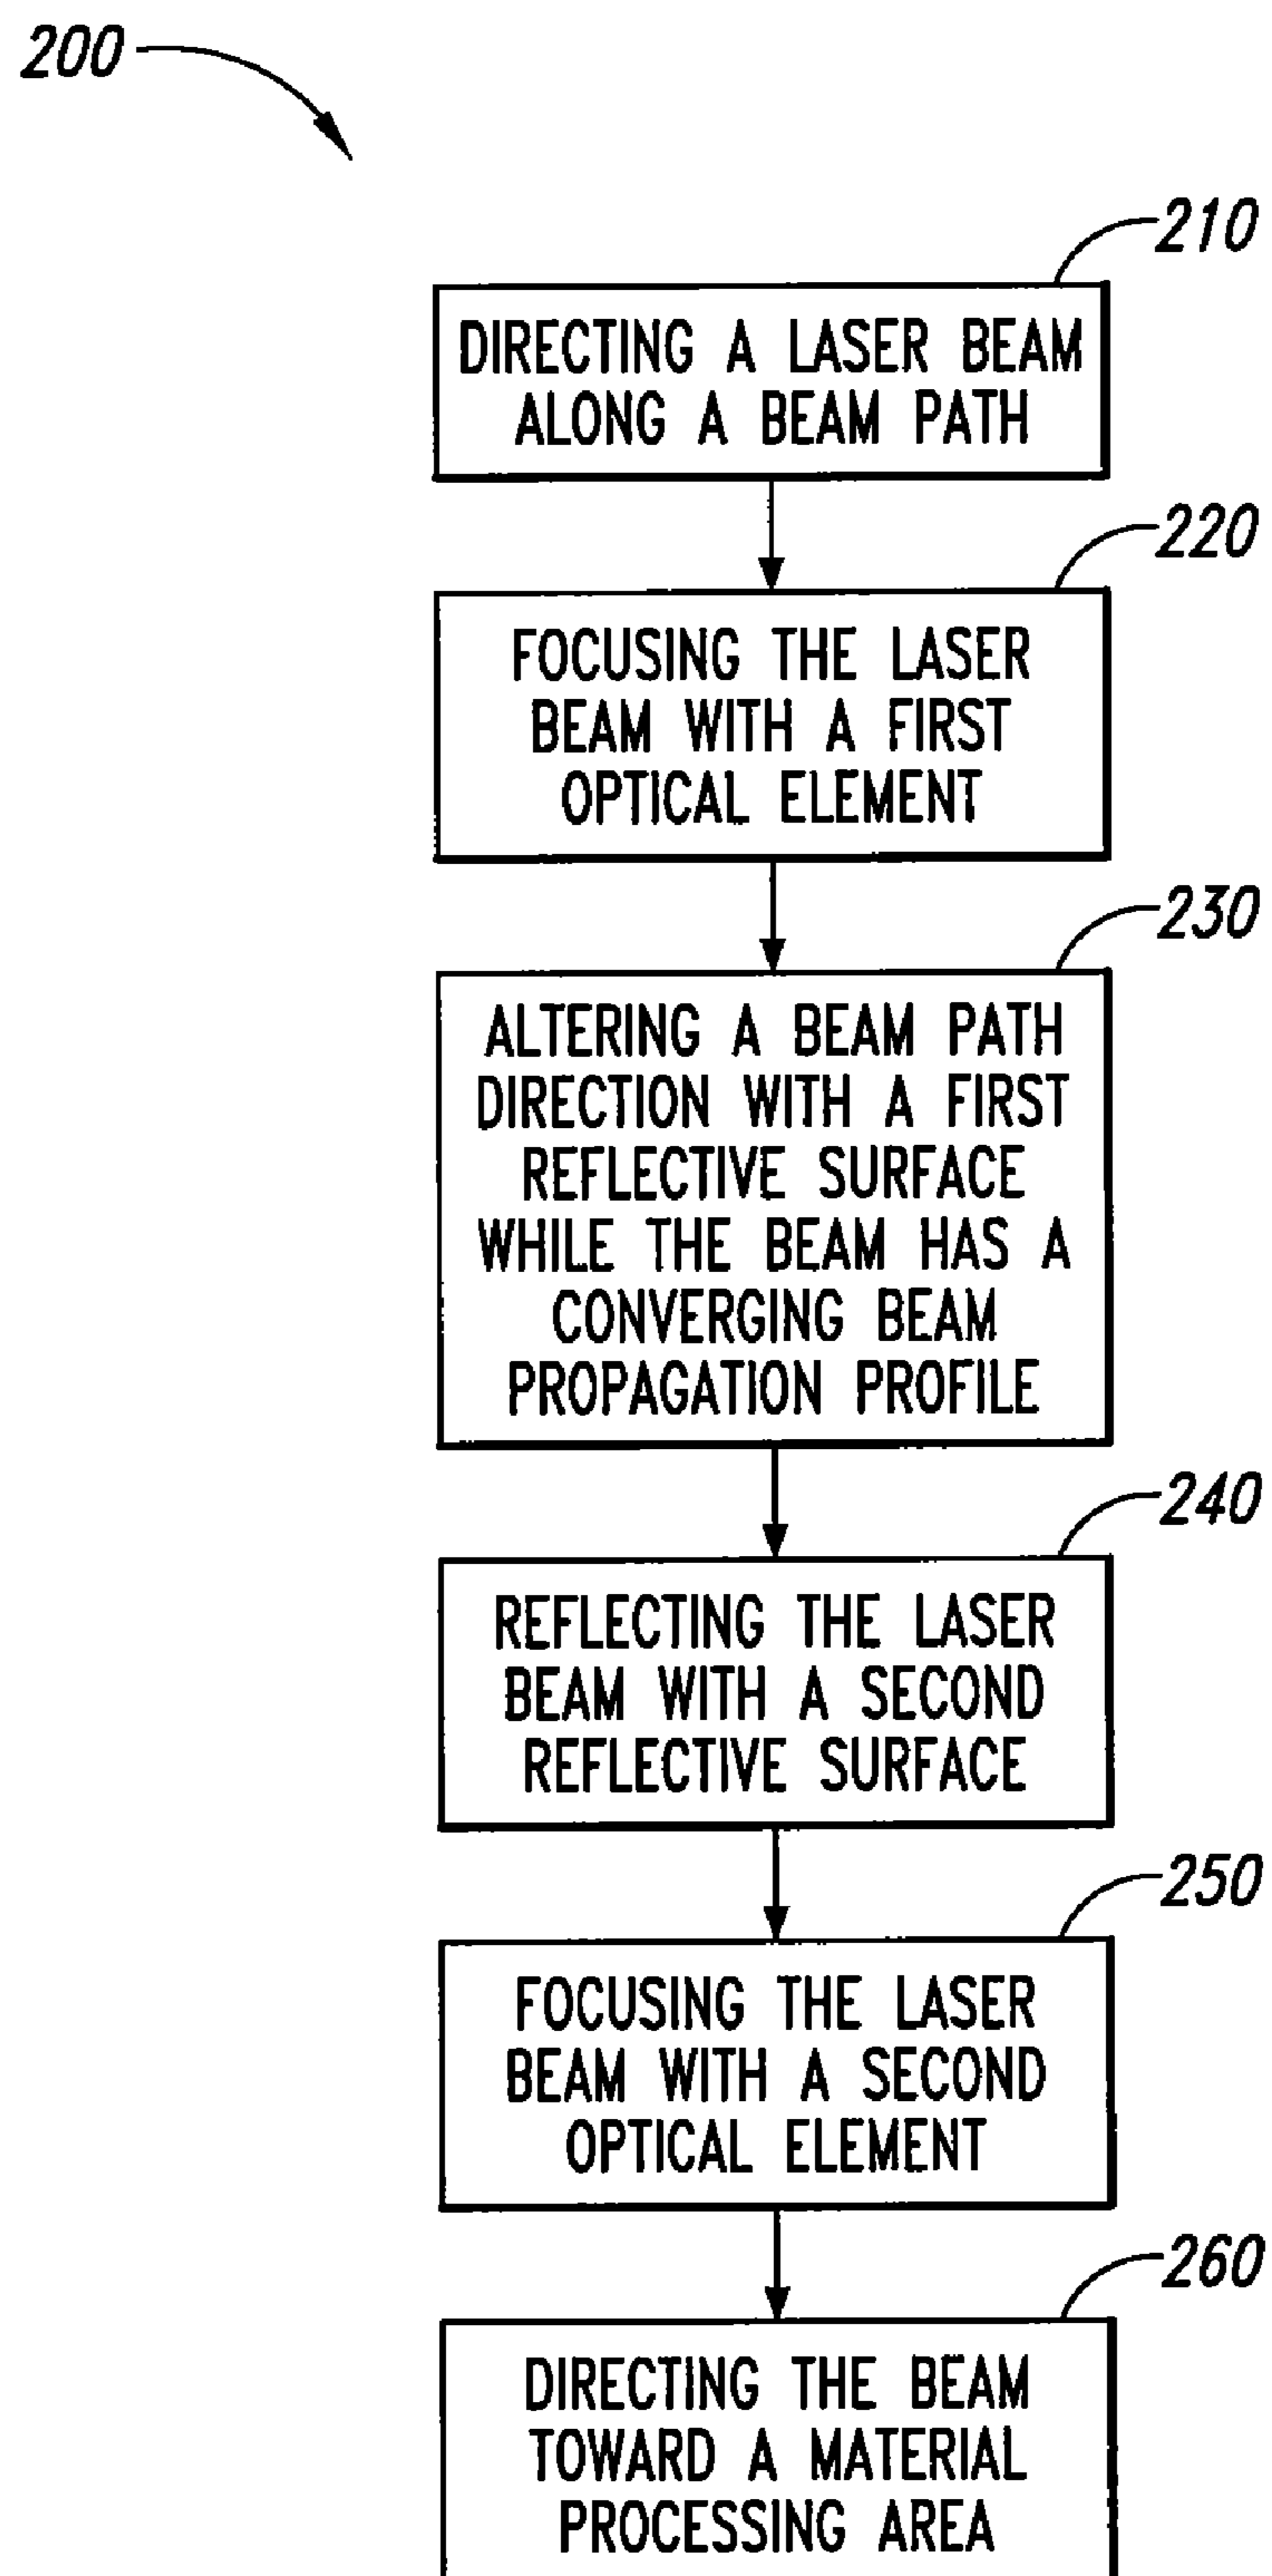 200
210
DIRECTING A LASER BEAM
ALONG A BEAM PATH
220
FOCUSING THE LASER
BEAM WITH A FIRST
OPTICAL ELEMENT
230
ALTERING A BEAM PATH
DIRECTION WITH A FIRST
REFLECTIVE SURFACE
WHILE THE BEAM HAS A
CONVERGING BEAM
PROPAGATION PROFILE
240
REFLECTING THE LASER
BEAM WITH A SECOND
REFLECTIVE SURFACE
250
FOCUSING THE LASER
BEAM WITH A SECOND
OPTICAL ELEMENT
260
DIRECTING THE BEAM
TOWARD A MATERIAL
PROCESSING AREA